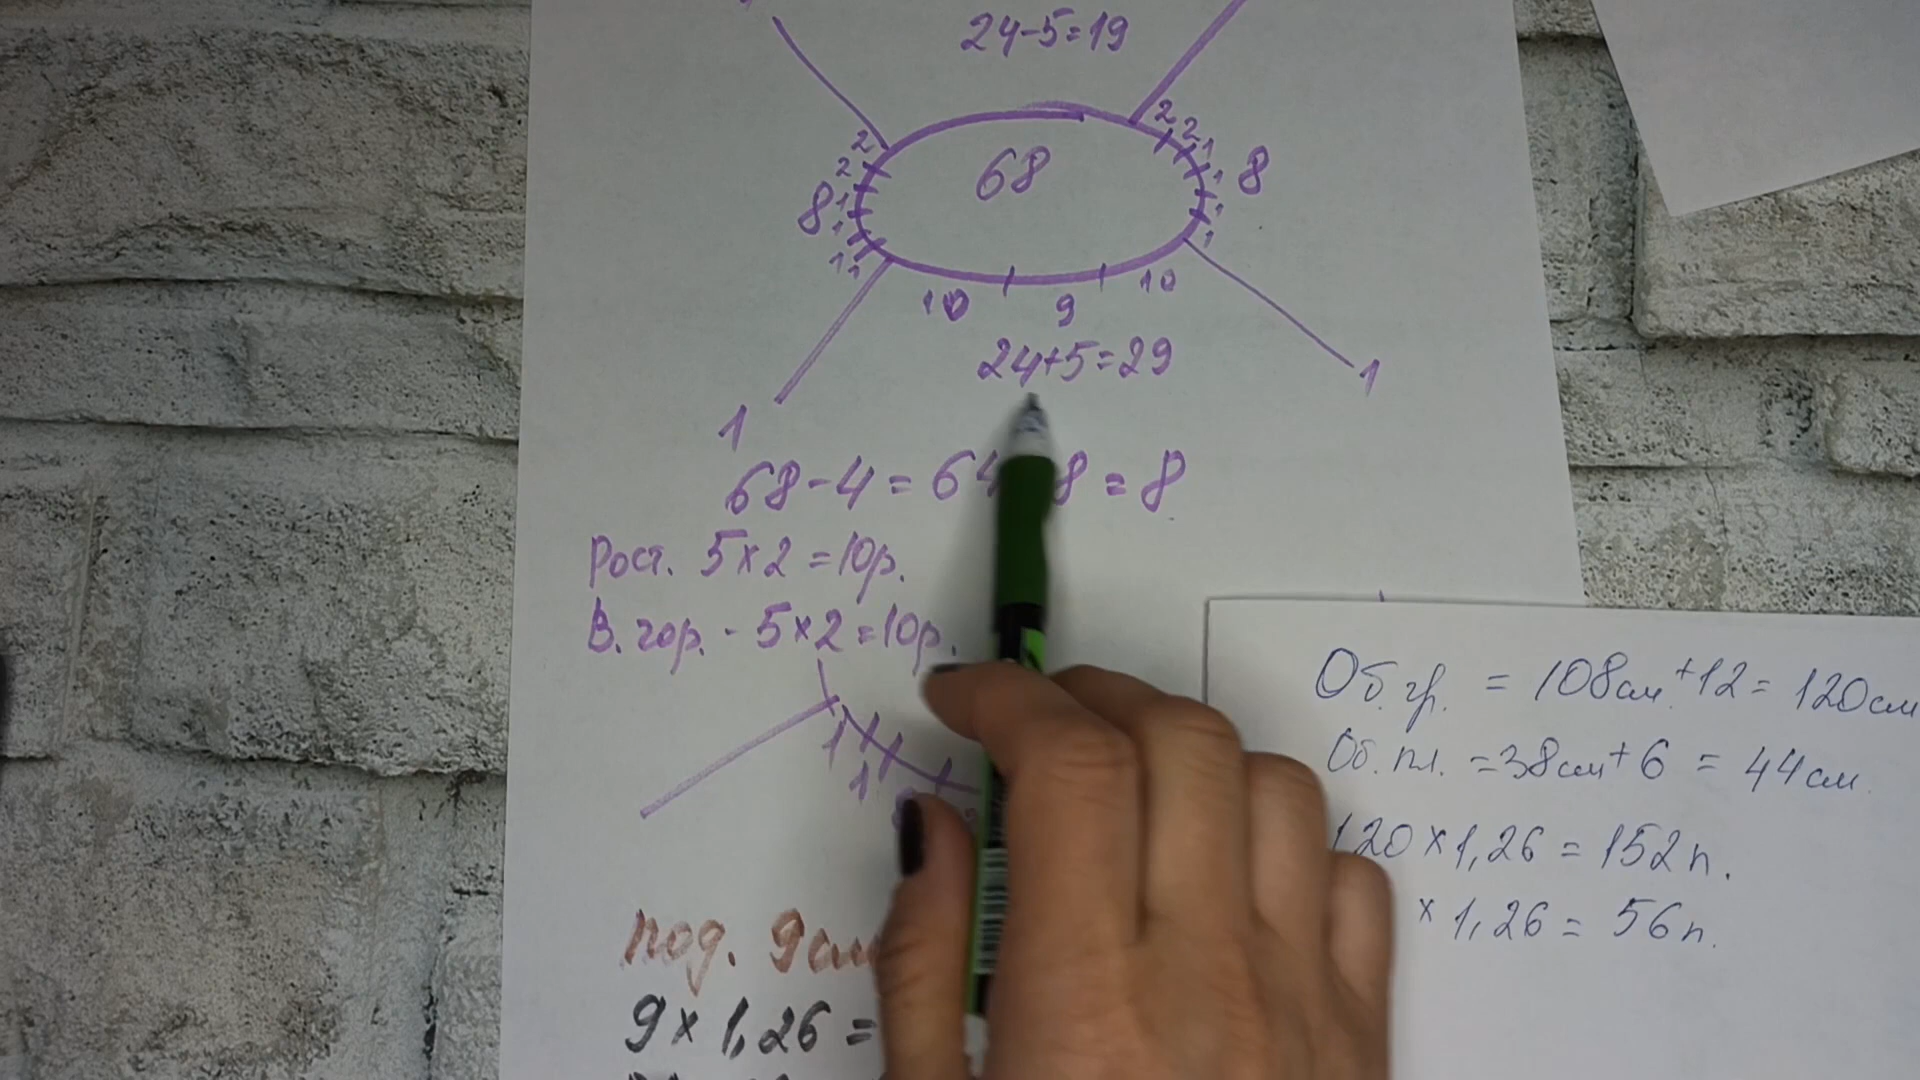 24-5=19
2
2 2
2 68 1
8 1 1 8
1 1
1 1 1
10 9 10
24+5=29
1 1
68-4=64 8=8
Рост. 5×2=10р.
В. гор. - 5×2=10р.
1
1
Об. гр. = 108см+12=120см
Об. пл. =38см+6 = 44см
120×1,26=152п.
×1,26= 56п.
под. 9см
9×1,26=